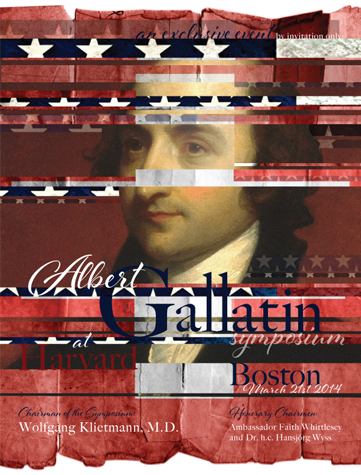 an exclusive event by invitation only
Albert
Gallatin
symposium
at
Harvard
Boston
March 21st 2014
Chairman of the Symposium
Wolfgang Klietmann, M.D.
Honorary Chairmen
Ambassador Faith Whittlesey
and Dr. h.c. Hansjörg Wyss